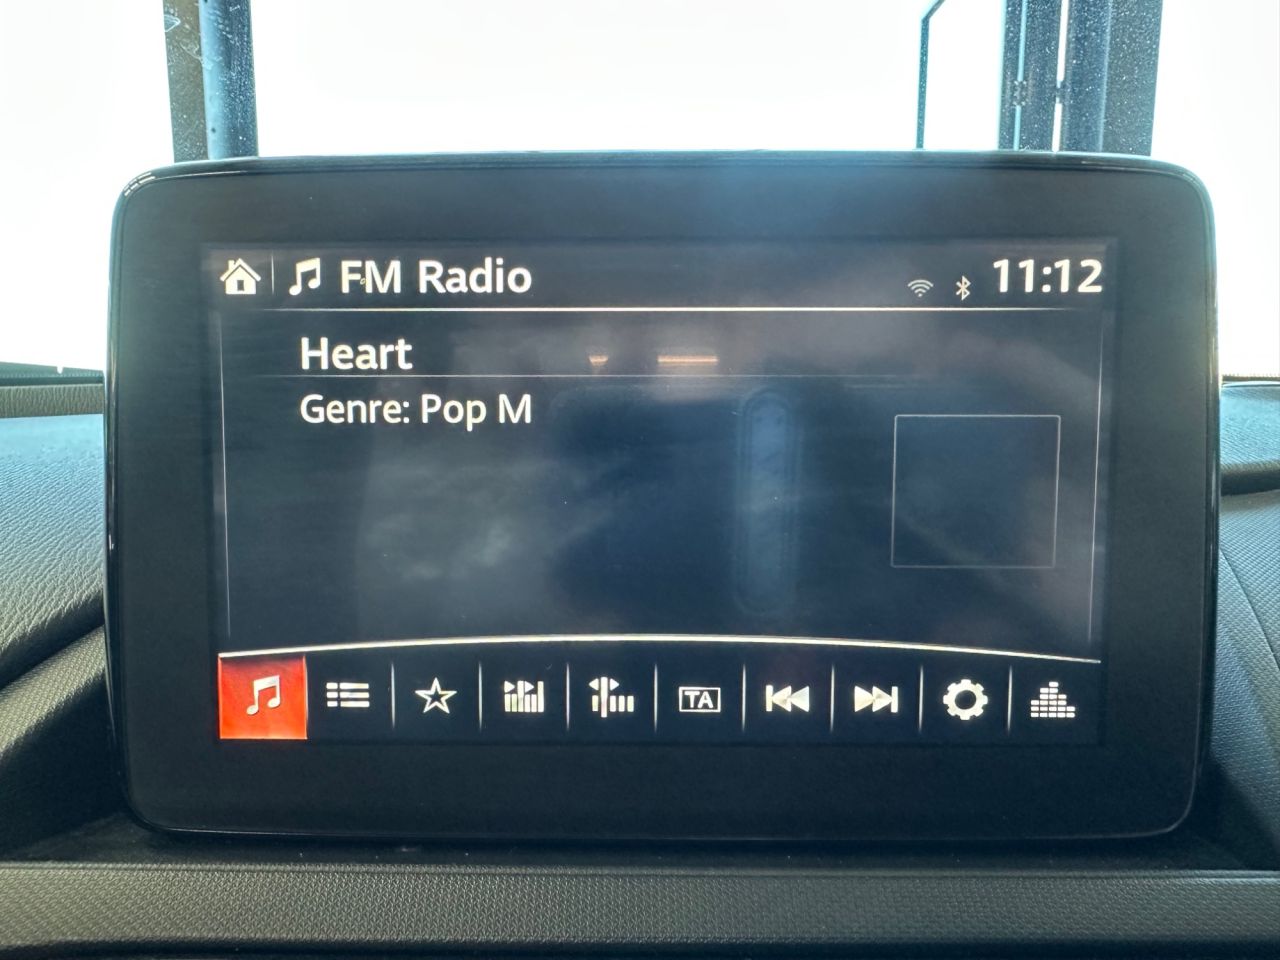 FM Radio
11:12
Heart
Genre: Pop M
TA